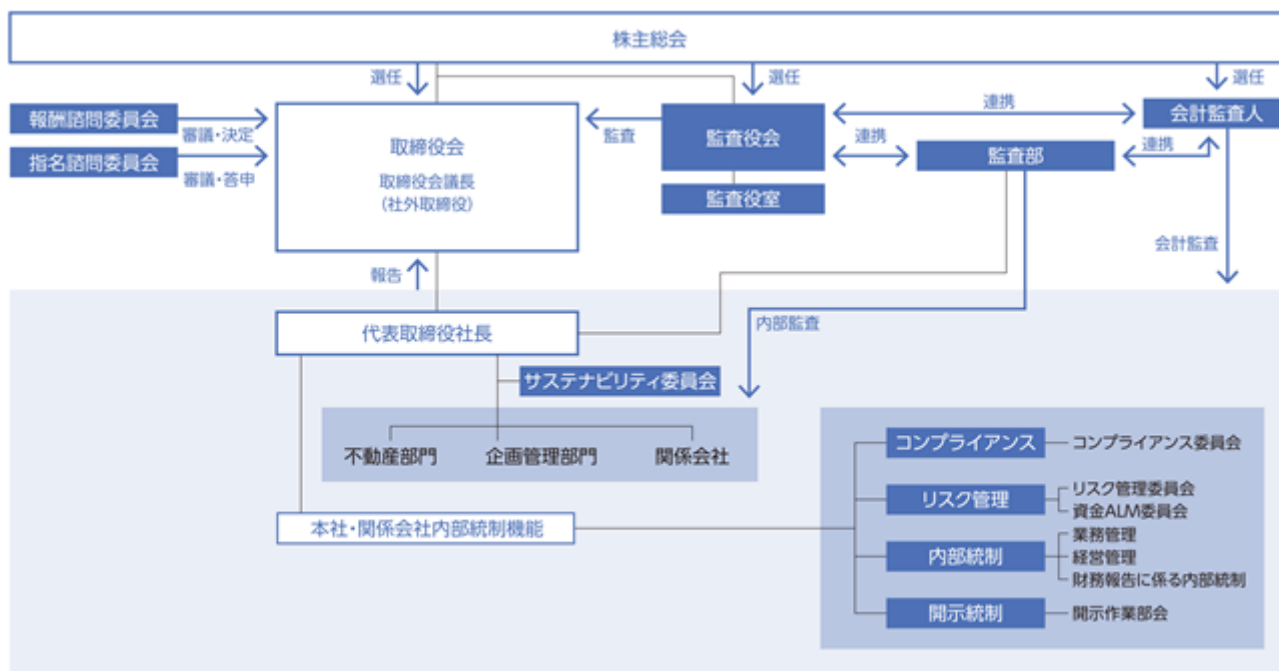 株主総会
選任
選任
選任
報酬諮問委員会
審議・決定
指名諮問委員会
審議・答申
取締役会
取締役会議長
(社外取締役)
監査
監査役会
監査役室
連携
連携
監査部
連携
会計監査人
会計監査
報告
代表取締役社長
内部監査
サステナビリティ委員会
不動産部門
企画管理部門
関係会社
本社・関係会社内部統制機能
コンプライアンス
コンプライアンス委員会
リスク管理
リスク管理委員会
資金ALM委員会
内部統制
業務管理
経営管理
財務報告に係る内部統制
開示統制
開示作業部会